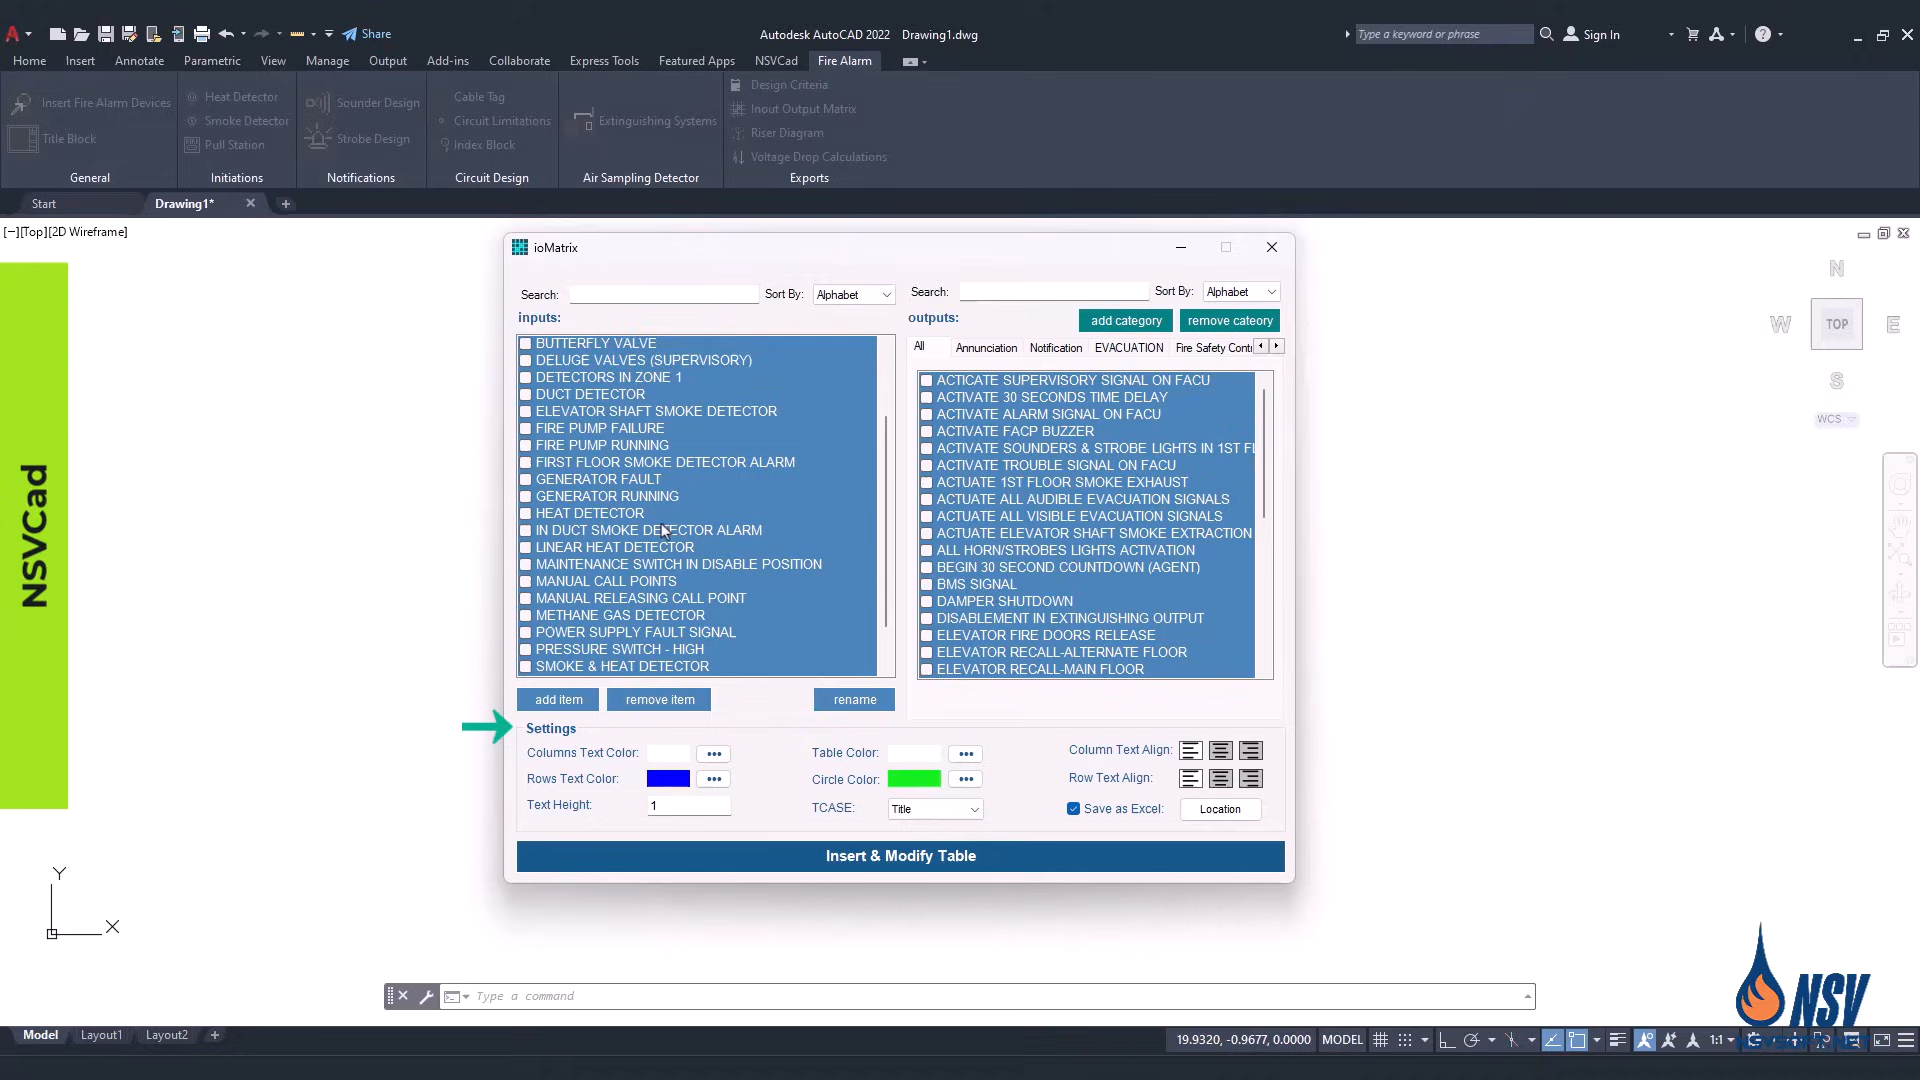 Share
Autodesk AutoCAD 2022 Drawing1.dwg
Type a keyword or phrase
Sign In
Home Insert Annotate Parametric View Manage Output Add-ins Collaborate Express Tools Featured Apps NSVCad Fire Alarm
Insert Fire Alarm Devices
Title Block
General
Heat Detector
Smoke Detector
Pull Station
Initiations
Sounder Design
Strobe Design
Notifications
Cable Tag
Circuit Limitations
Index Block
Circuit Design
Extinguishing Systems
Air Sampling Detector
Design Criteria
Inout Output Matrix
Riser Diagram
Voltage Drop Calculations
Exports
Start
Drawing1*
[−][Top][2D Wireframe]
NSVCad
ioMatrix
Search:
Sort By: Alphabet
inputs:
BUTTERFLY VALVE
DELUGE VALVES (SUPERVISORY)
DETECTORS IN ZONE 1
DUCT DETECTOR
ELEVATOR SHAFT SMOKE DETECTOR
FIRE PUMP FAILURE
FIRE PUMP RUNNING
FIRST FLOOR SMOKE DETECTOR ALARM
GENERATOR FAULT
GENERATOR RUNNING
HEAT DETECTOR
IN DUCT SMOKE DETECTOR ALARM
LINEAR HEAT DETECTOR
MAINTENANCE SWITCH IN DISABLE POSITION
MANUAL CALL POINTS
MANUAL RELEASING CALL POINT
METHANE GAS DETECTOR
POWER SUPPLY FAULT SIGNAL
PRESSURE SWITCH - HIGH
SMOKE & HEAT DETECTOR
add item remove item rename
Search:
Sort By: Alphabet
outputs:
add category remove cateory
All Annunciation Notification EVACUATION Fire Safety Cont
ACTICATE SUPERVISORY SIGNAL ON FACU
ACTIVATE 30 SECONDS TIME DELAY
ACTIVATE ALARM SIGNAL ON FACU
ACTIVATE FACP BUZZER
ACTIVATE SOUNDERS & STROBE LIGHTS IN 1ST FL
ACTIVATE TROUBLE SIGNAL ON FACU
ACTUATE 1ST FLOOR SMOKE EXHAUST
ACTUATE ALL AUDIBLE EVACUATION SIGNALS
ACTUATE ALL VISIBLE EVACUATION SIGNALS
ACTUATE ELEVATOR SHAFT SMOKE EXTRACTION
ALL HORN/STROBES LIGHTS ACTIVATION
BEGIN 30 SECOND COUNTDOWN (AGENT)
BMS SIGNAL
DAMPER SHUTDOWN
DISABLEMENT IN EXTINGUISHING OUTPUT
ELEVATOR FIRE DOORS RELEASE
ELEVATOR RECALL-ALTERNATE FLOOR
ELEVATOR RECALL-MAIN FLOOR
Settings
Columns Text Color:
Rows Text Color:
Text Height: 1
Table Color:
Circle Color:
TCASE: Title
Column Text Align:
Row Text Align:
Save as Excel: Location
Insert & Modify Table
N
W TOP E
S
WCS
Y
X
Type a command
NSV
Model Layout1 Layout2
19.9320, -0.9677, 0.0000 MODEL 1:1